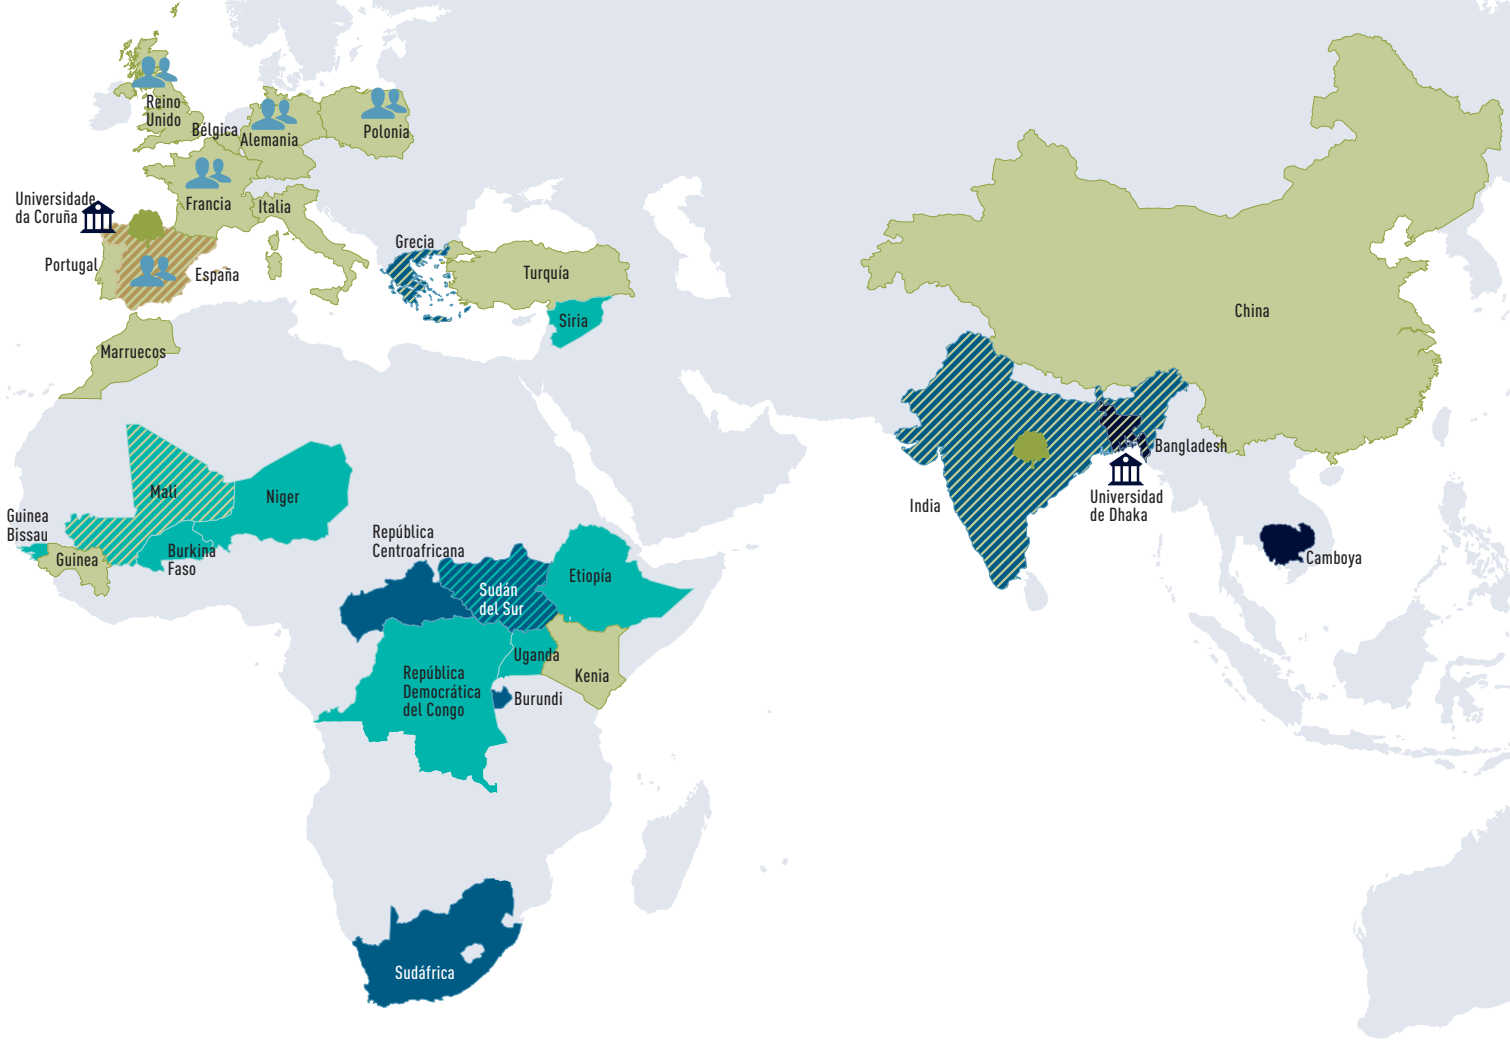 Reino
Unido
Bélgica
Alemania
Polonia
Universidade
da Coruña
Francia
Italia
Portugal
España
Grecia
Turquía
Siria
China
Marruecos
Mali
Niger
Guinea
Bissau
Guinea
Burkina
Faso
República
Centroafricana
Sudán
del Sur
Etiopía
Uganda
Kenia
República
Democrática
del Congo
Burundi
Sudáfrica
India
Bangladesh
Universidad
de Dhaka
Camboya